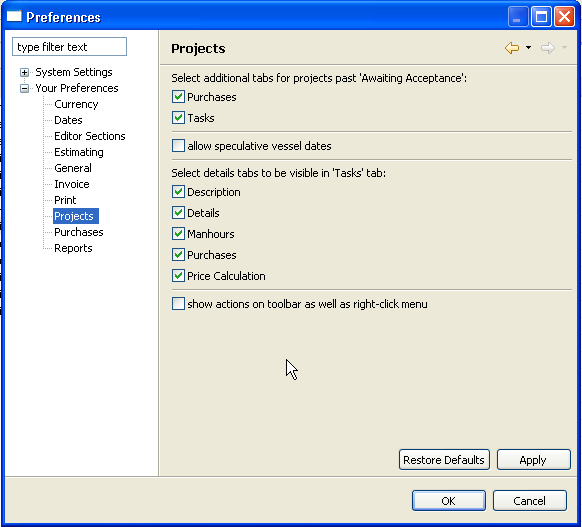 Preferences
type filter text
System Settings
Your Preferences
Currency
Dates
Editor Sections
Estimating
General
Invoice
Print
Projects
Purchases
Reports
Projects
Select additional tabs for projects past 'Awaiting Acceptance':
Purchases
Tasks
allow speculative vessel dates
Select details tabs to be visible in 'Tasks' tab:
Description
Details
Manhours
Purchases
Price Calculation
show actions on toolbar as well as right-click menu
Restore Defaults
Apply
OK
Cancel